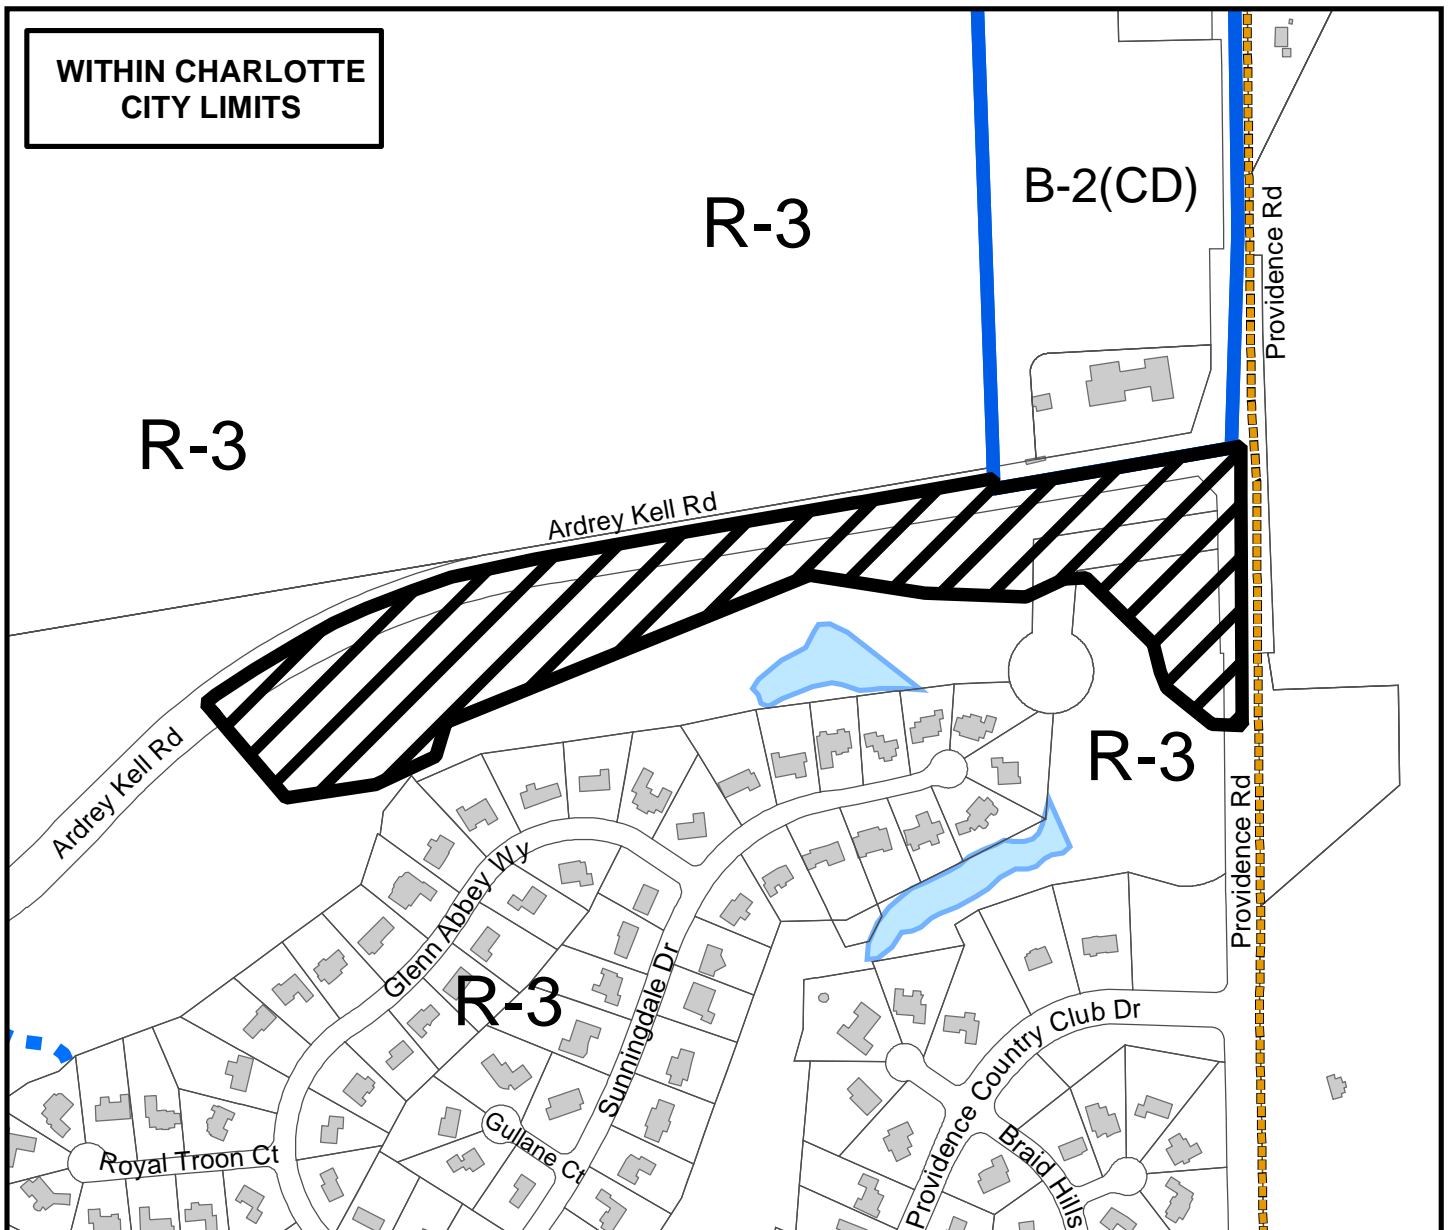 WITHIN CHARLOTTE
CITY LIMITS
R-3
B-2(CD)
Providence Rd
R-3
Ardrey Kell Rd
Ardrey Kell Rd
R-3
Providence Rd
Glenn Abbey Wy
R-3
Sunningdale Dr
Providence Country Club Dr
Gullane Ct
Royal Troon Ct
Braid Hills